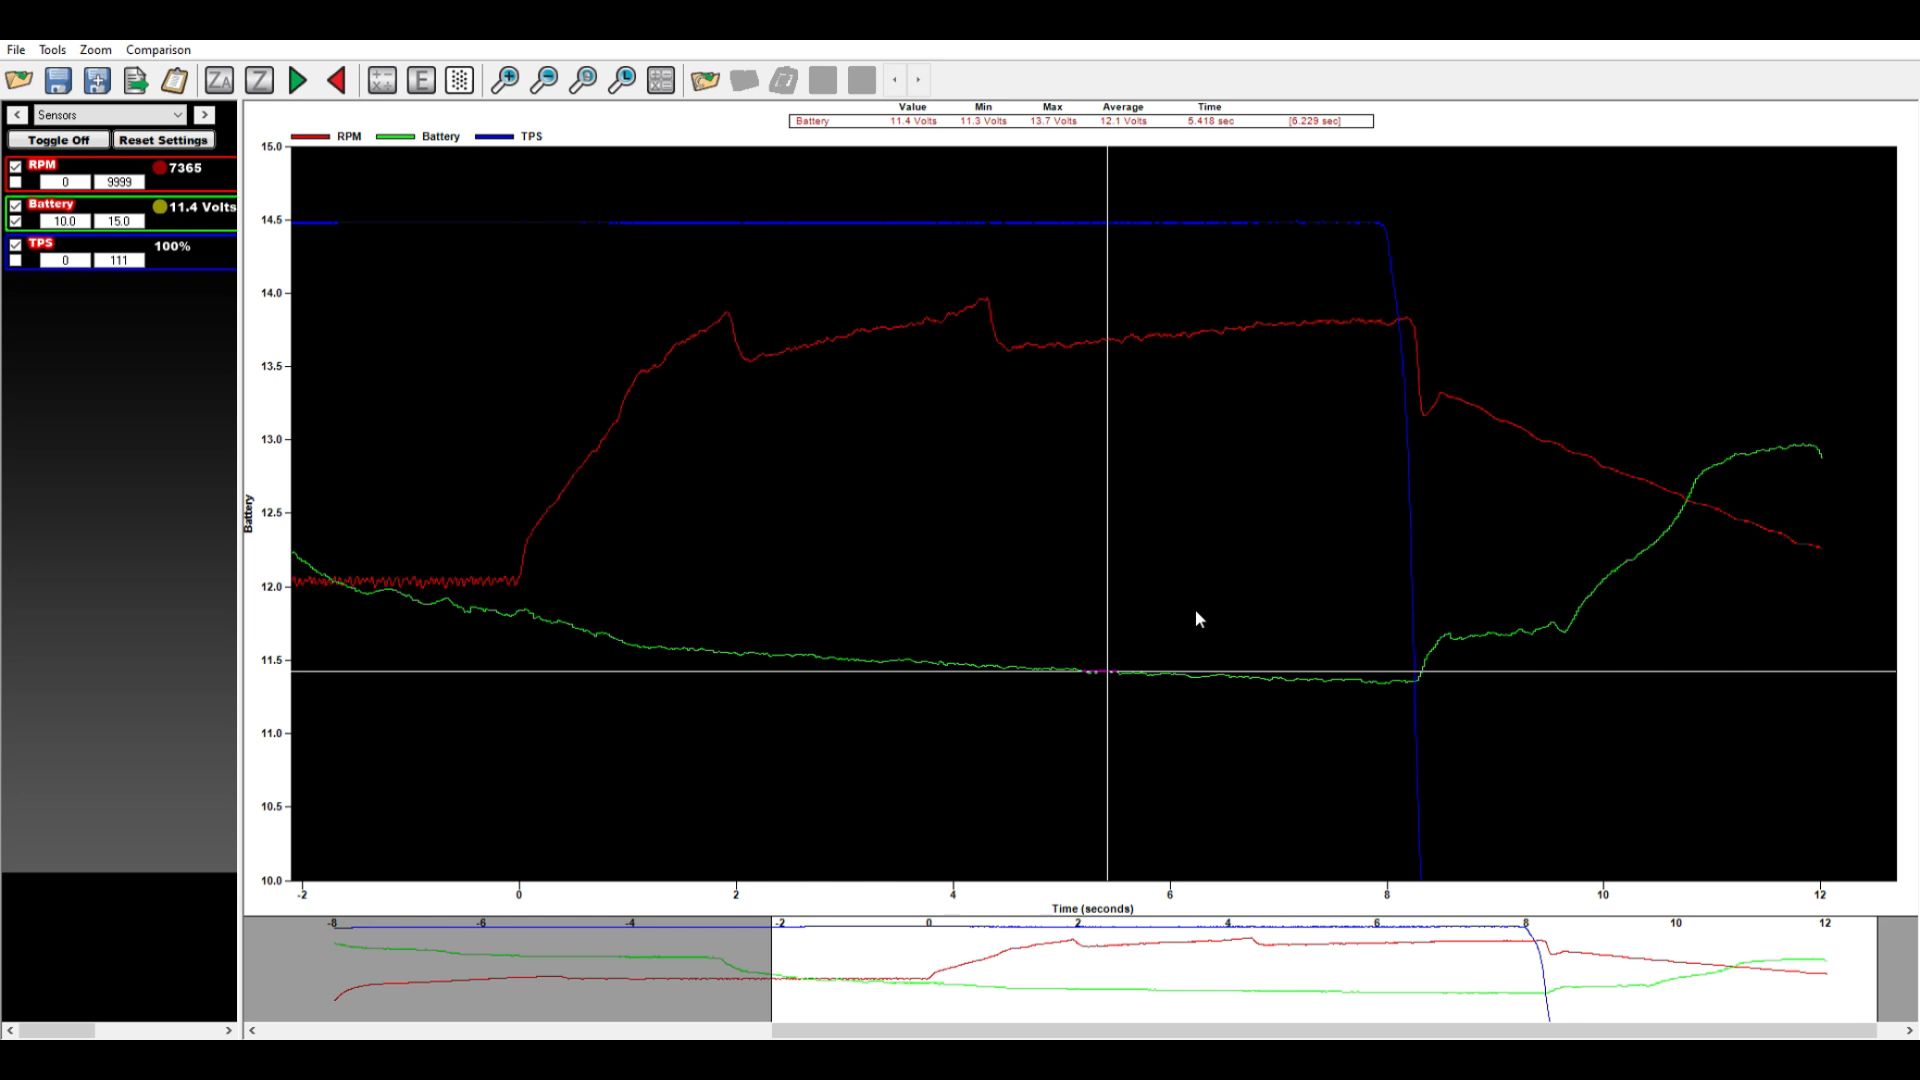 File Tools Zoom Comparison
ZA Z E
Sensors
Toggle Off Reset Settings
RPM 7365
0 9999
Battery 11.4 Volts
10.0 15.0
TPS 100%
0 111
Value Min Max Average Time
Battery 11.4 Volts 11.3 Volts 13.7 Volts 12.1 Volts 5.418 sec [6.229 sec]
RPM Battery TPS
15.0
14.5
14.0
13.5
13.0
12.5
12.0
11.5
11.0
10.5
10.0
Battery
-2 0 2 4 6 8 10 12
Time (seconds)
-8 -6 -4 -2 0 2 4 6 8 10 12